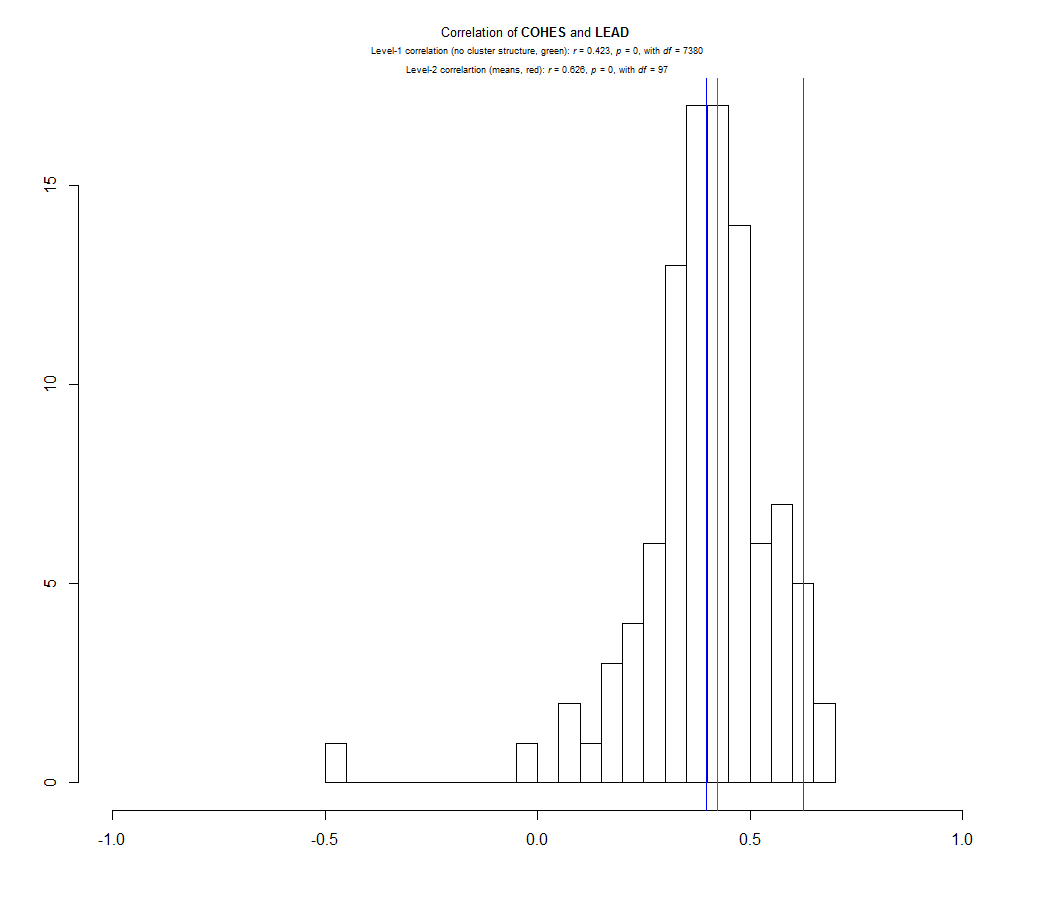 Correlation of COHES and LEAD
Level-1 correlation (no cluster structure, green): r = 0.423, p = 0, with df = 7380
Level-2 correlartion (means, red): r = 0.626, p = 0, with df = 97
15
10
5
0
-1.0 -0.5 0.0 0.5 1.0